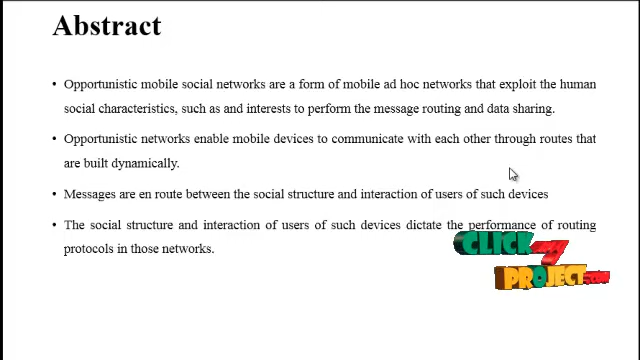 Abstract
• Opportunistic mobile social networks are a form of mobile ad hoc networks that exploit the human
social characteristics, such as and interests to perform the message routing and data sharing.
• Opportunistic networks enable mobile devices to communicate with each other through routes that
are built dynamically.
• Messages are en route between the social structure and interaction of users of such devices
• The social structure and interaction of users of such devices dictate the performance of routing
protocols in those networks.
CLICK my
PROJECT.COM